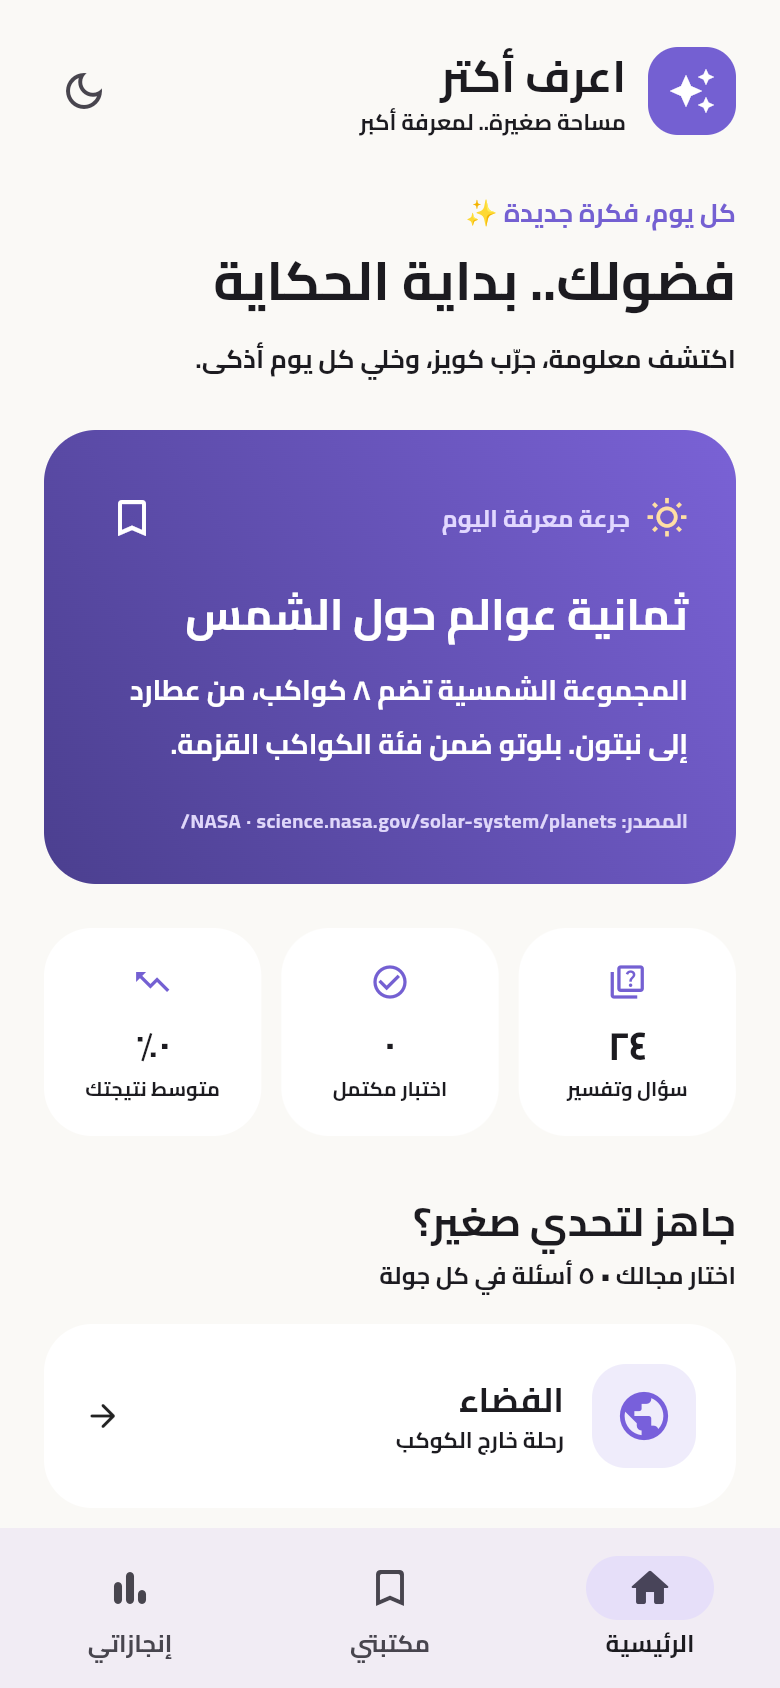 اعرف أكتر
مساحة صغيرة.. لمعرفة أكبر
كل يوم، فكرة جديدة ✨
فضولك.. بداية الحكاية
اكتشف معلومة، جرّب كويز، وخلي كل يوم أذكى.
جرعة معرفة اليوم
ثمانية عوالم حول الشمس
المجموعة الشمسية تضم ٨ كواكب، من عطارد
إلى نبتون. بلوتو ضمن فئة الكواكب القزمة.
المصدر: NASA · science.nasa.gov/solar-system/planets/
٢٤
سؤال وتفسير
٠
اختبار مكتمل
٠٪
متوسط نتيجتك
جاهز لتحدي صغير؟
اختار مجالك • ٥ أسئلة في كل جولة
الفضاء
رحلة خارج الكوكب
الرئيسية
مكتبتي
إنجازاتي